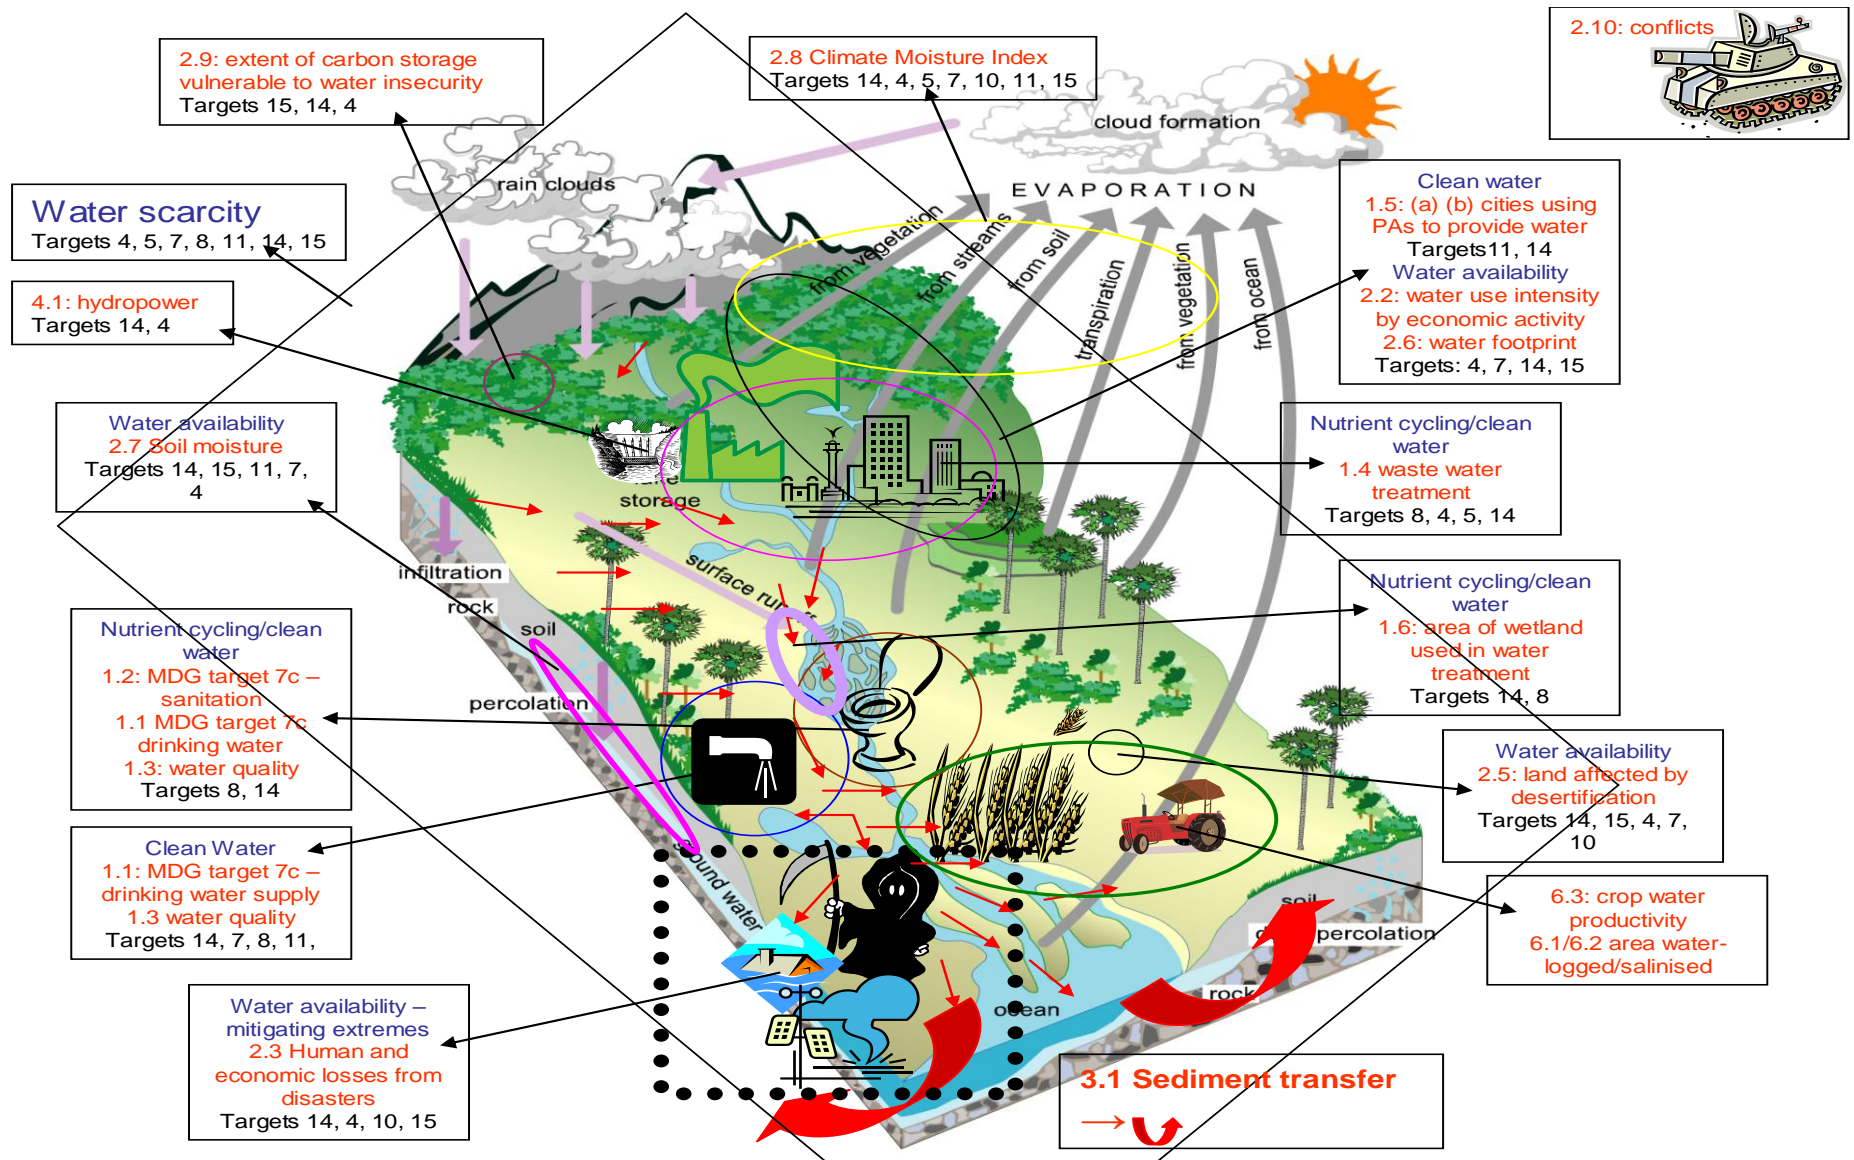 2.9: extent of carbon storage
vulnerable to water insecurity
Targets 15, 14, 4
2.8 Climate Moisture Index
Targets 14, 4, 5, 7, 10, 11, 15
2.10: conflicts
cloud formation
rain clouds
EVAPORATION
from vegetation
from streams
from soil
transpiration
from vegetation
from ocean
Water scarcity
Targets 4, 5, 7, 8, 11, 14, 15
4.1: hydropower
Targets 14, 4
Clean water
1.5: (a) (b) cities using
PAs to provide water
Targets11, 14
Water availability
2.2: water use intensity
by economic activity
2.6: water footprint
Targets: 4, 7, 14, 15
Water availability
2.7 Soil moisture
Targets 14, 15, 11, 7,
4
Nutrient cycling/clean
water
1.4 waste water
treatment
Targets 8, 4, 5, 14
storage
surface
infiltration
rock
soil
percolation
ground water
Nutrient cycling/clean
water
1.6: area of wetland
used in water
treatment
Targets 14, 8
Nutrient cycling/clean
water
1.2: MDG target 7c –
sanitation
1.1 MDG target 7c
drinking water
1.3: water quality
Targets 8, 14
Water availability
2.5: land affected by
desertification
Targets 14, 15, 4, 7,
10
Clean Water
1.1: MDG target 7c –
drinking water supply
1.3 water quality
Targets 14, 7, 8, 11,
6.3: crop water
productivity
6.1/6.2 area water-
logged/salinised
soil
percolation
rock
ocean
Water availability –
mitigating extremes
2.3 Human and
economic losses from
disasters
Targets 14, 4, 10, 15
3.1 Sediment transfer